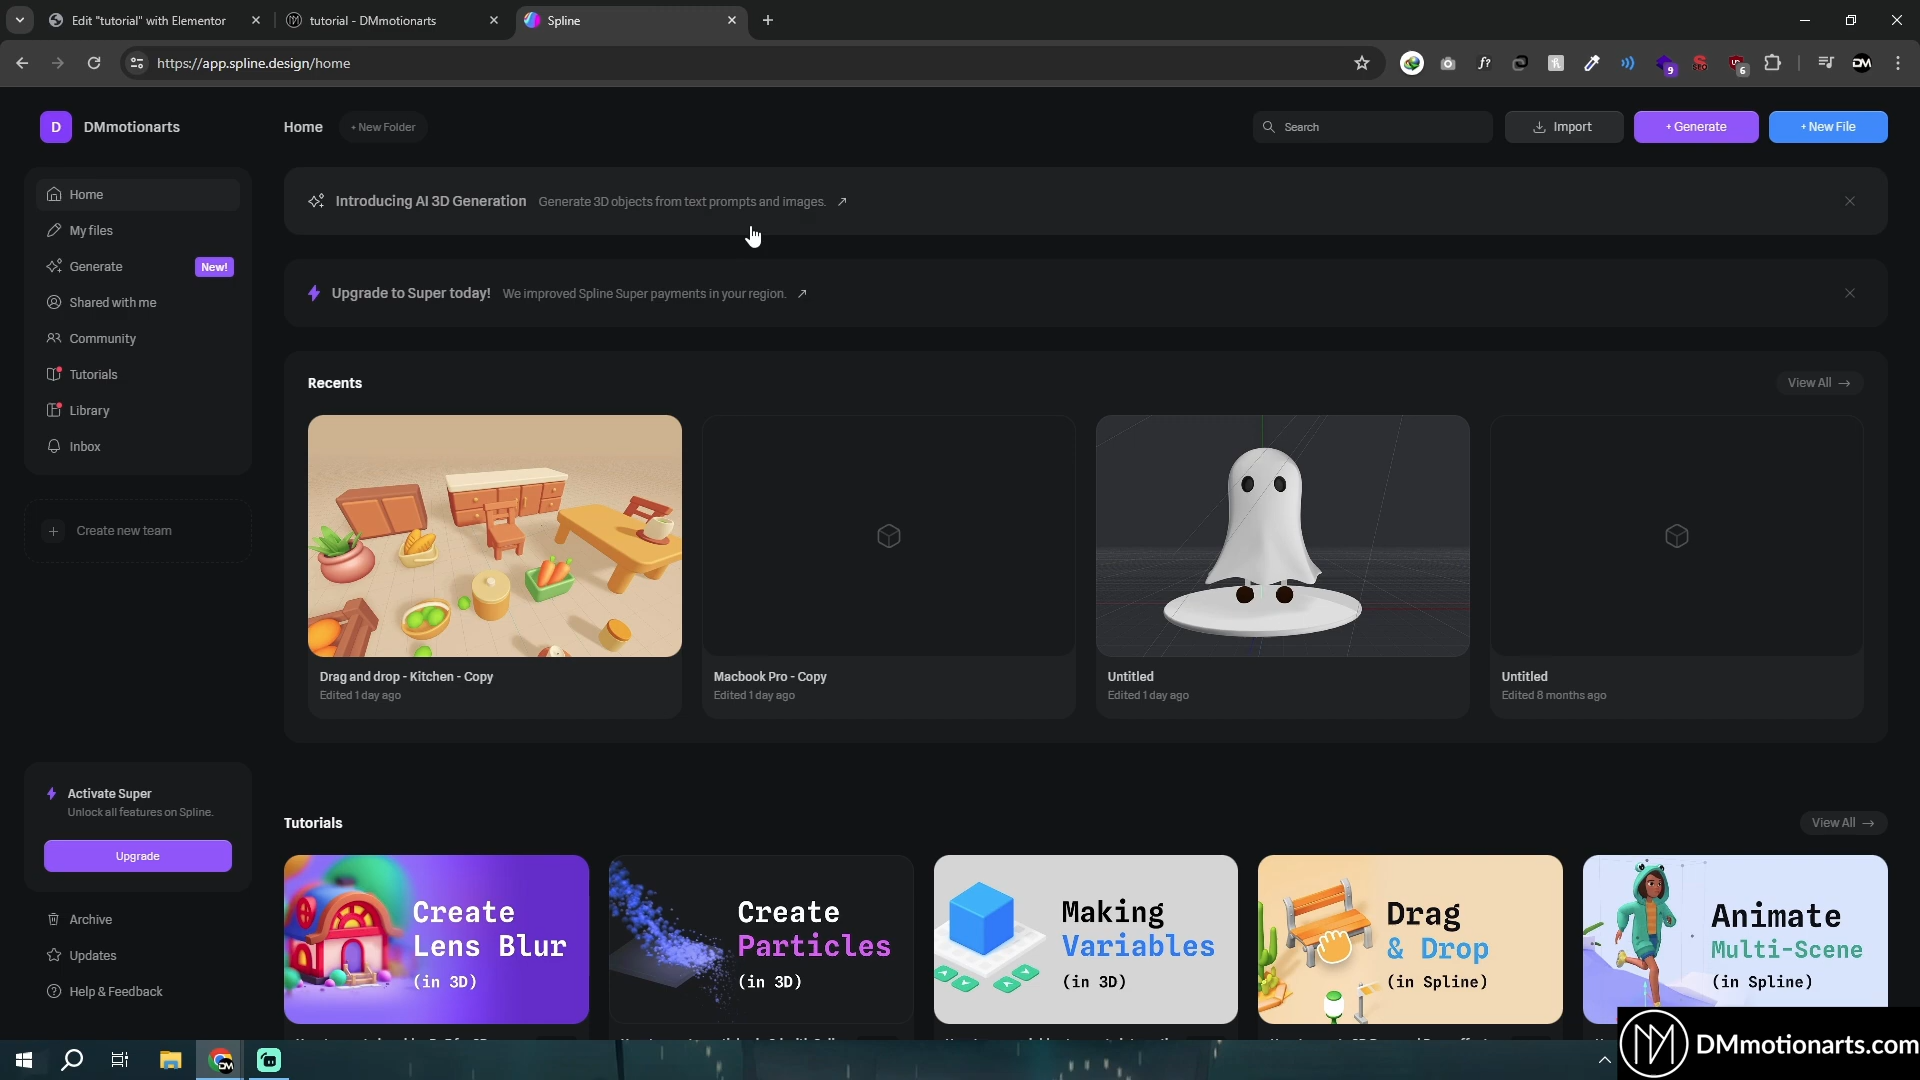 Edit "tutorial" with Elementor
tutorial - DMmotionarts
Spline
https://app.spline.design/home
f?
9
6
DM
D
DMmotionarts
Home
+ New Folder
Search
Import
+ Generate
+ New File
Home
My files
Generate
New!
Shared with me
Community
Tutorials
Library
Inbox
Create new team
Introducing AI 3D Generation Generate 3D objects from text prompts and images.
Upgrade to Super today! We improved Spline Super payments in your region.
Recents
View All
Drag and drop - Kitchen - Copy
Edited 1 day ago
Macbook Pro - Copy
Edited 1 day ago
Untitled
Edited 1 day ago
Untitled
Edited 8 months ago
Activate Super
Unlock all features on Spline.
Upgrade
Archive
Updates
Help & Feedback
Tutorials
View All
Create
Lens Blur
(in 3D)
Create
Particles
(in 3D)
Making
Variables
(in 3D)
Drag
& Drop
(in Spline)
Animate
Multi-Scene
(in Spline)
DMmotionarts.com